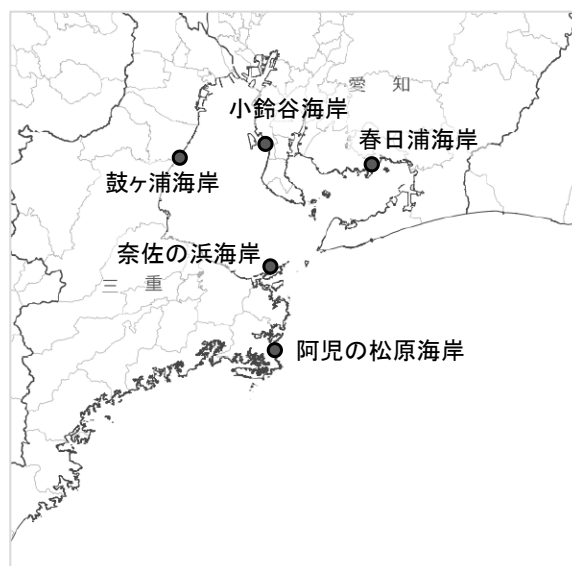 愛 知
小鈴谷海岸
春日浦海岸
鼓ヶ浦海岸
奈佐の浜海岸
三 重
阿児の松原海岸